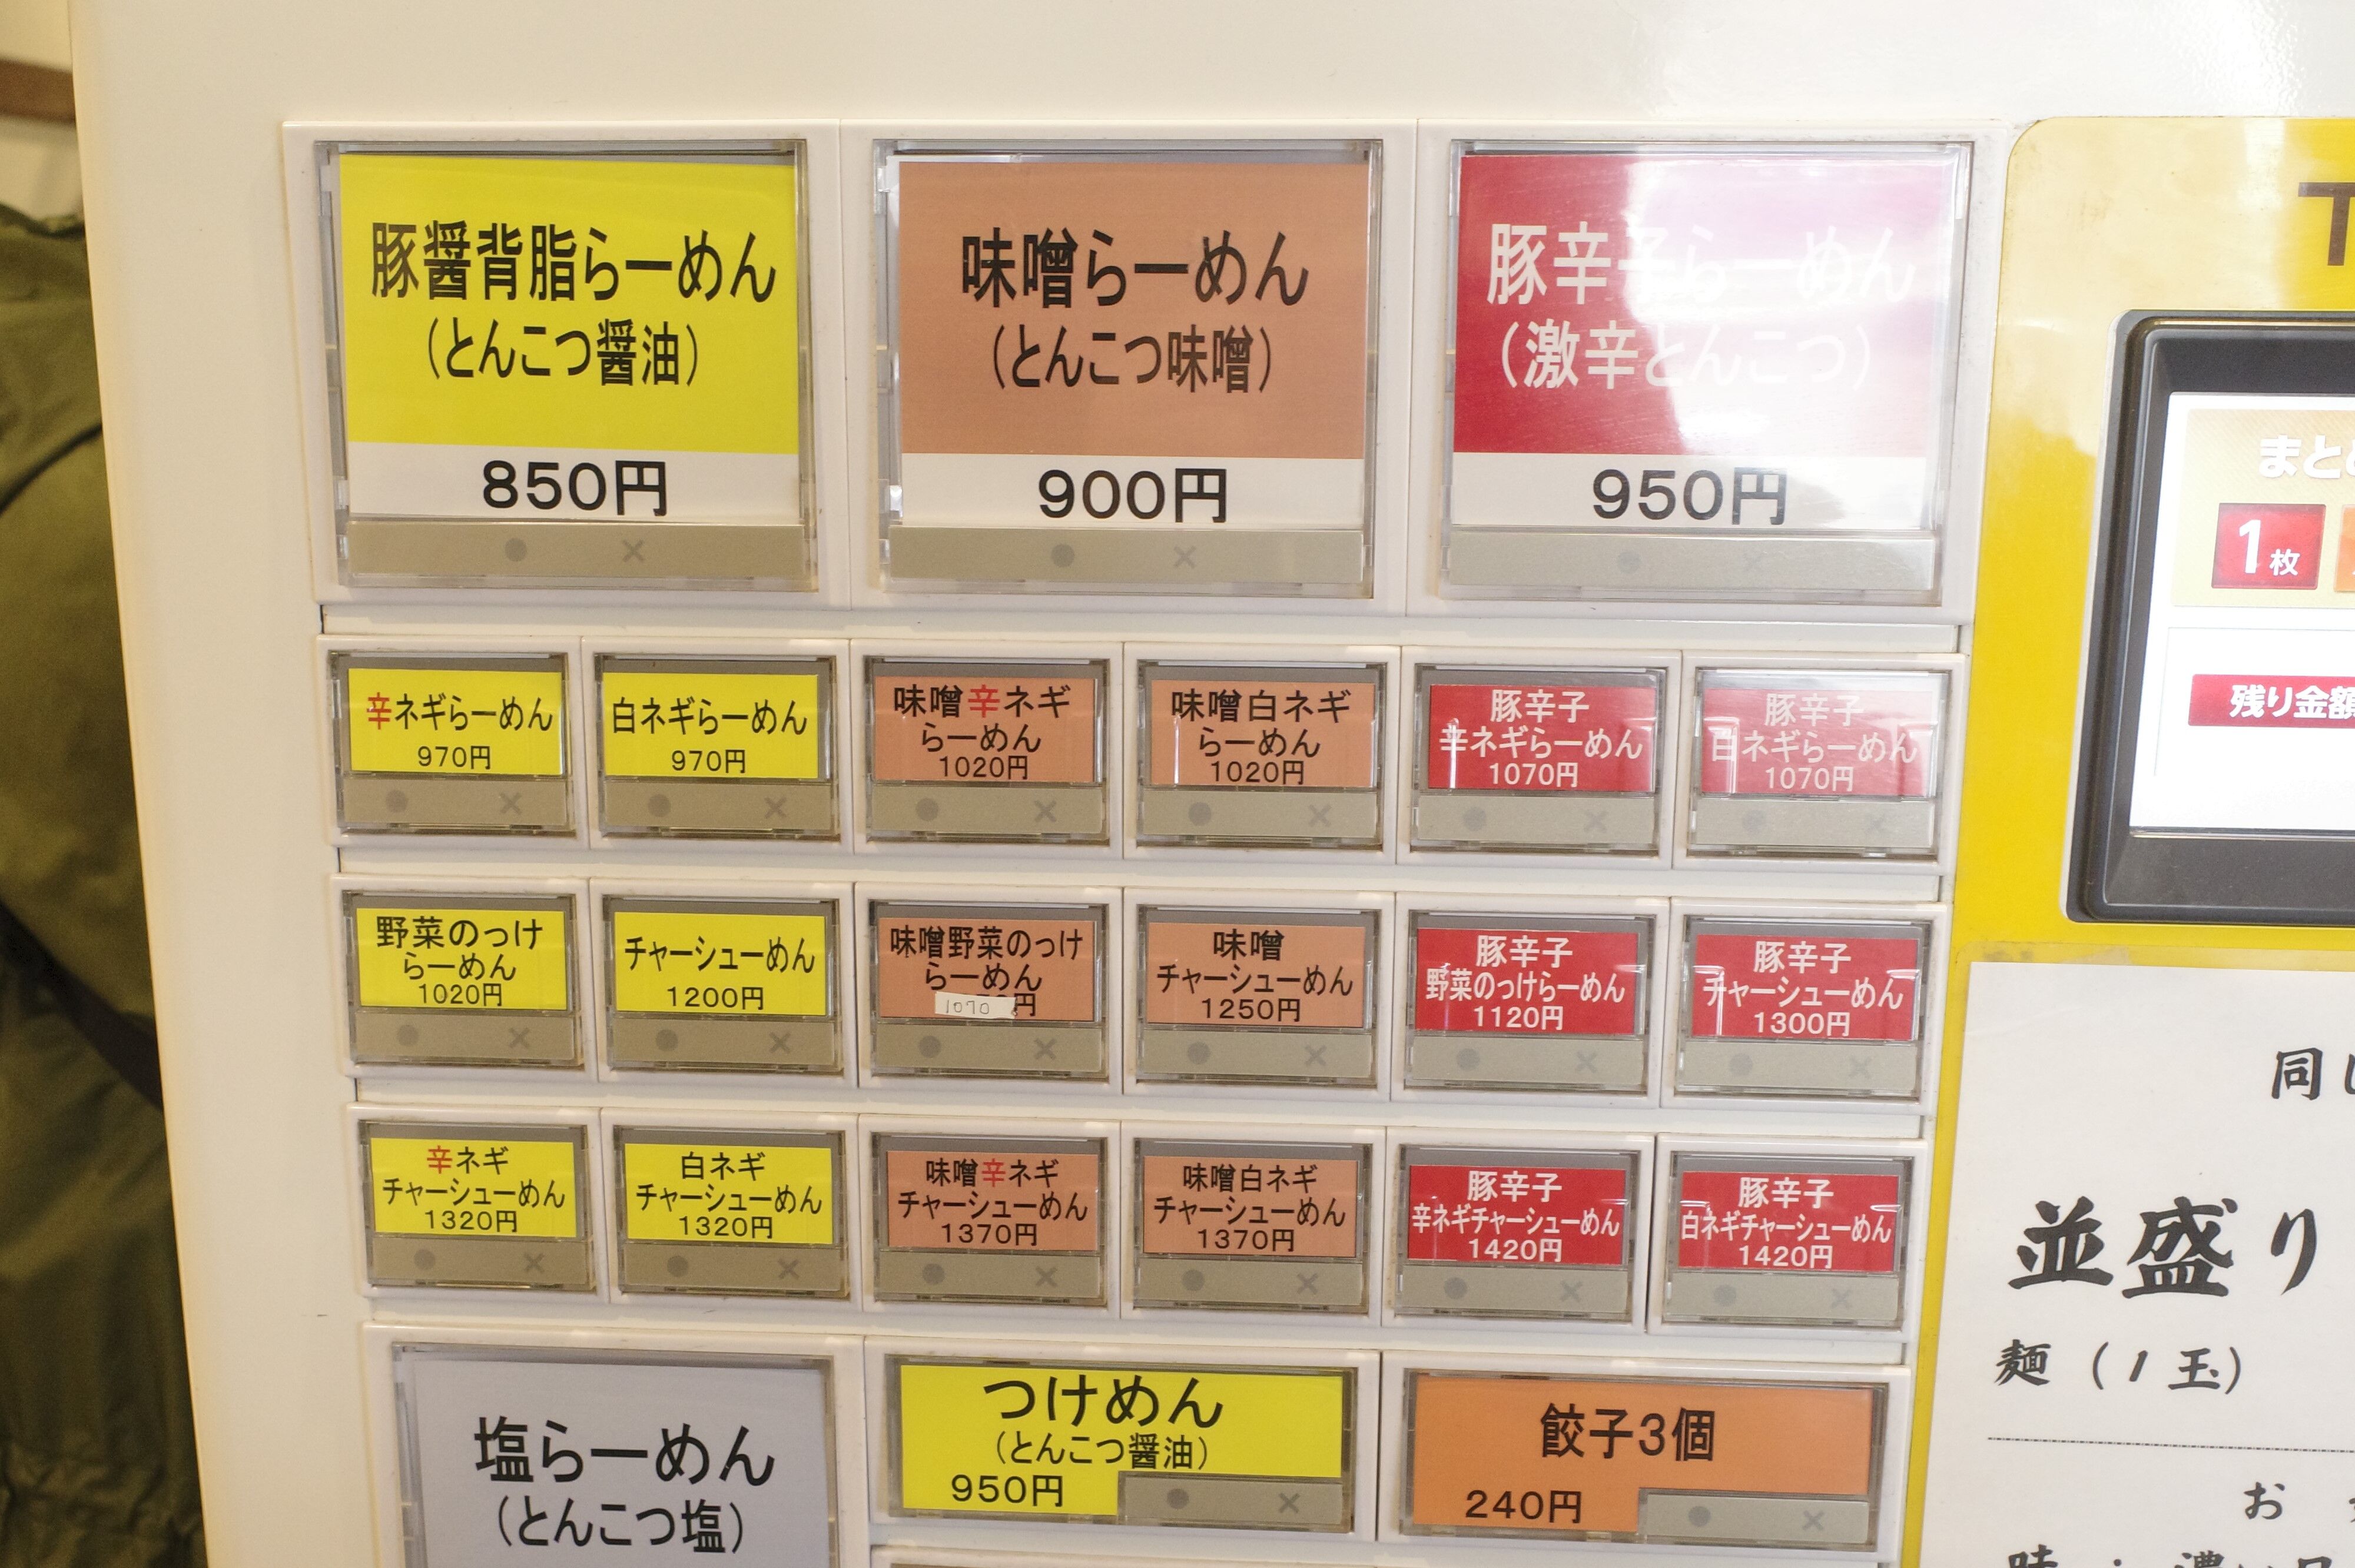 豚醤背脂らーめん
(とんこつ醤油)
850円
味噌らーめん
(とんこつ味噌)
900円
豚辛子らーめん
(激辛とんこつ)
950円
辛ネギらーめん
970円
白ネギらーめん
970円
味噌辛ネギ
らーめん
1020円
味噌白ネギ
らーめん
1020円
豚辛子
辛ネギらーめん
1070円
豚辛子
白ネギらーめん
1070円
野菜のっけ
らーめん
1020円
チャーシューめん
1200円
味噌野菜のっけ
らーめん
1070円
味噌
チャーシューめん
1250円
豚辛子
野菜のっけらーめん
1120円
豚辛子
チャーシューめん
1300円
辛ネギ
チャーシューめん
1320円
白ネギ
チャーシューめん
1320円
味噌辛ネギ
チャーシューめん
1370円
味噌白ネギ
チャーシューめん
1370円
豚辛子
辛ネギチャーシューめん
1420円
豚辛子
白ネギチャーシューめん
1420円
塩らーめん
(とんこつ塩)
つけめん
(とんこつ醤油)
950円
餃子3個
240円
T
まと
1枚
残り金額
同じ
並盛り
麺(1玉)
お